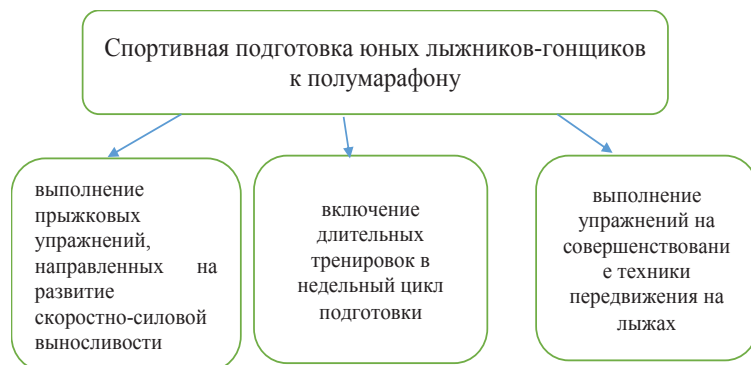 Спортивная подготовка юных лыжников-гонщиков
к полумарафону
выполнение
прыжковых
упражнений,
направленных на
развитие
скоростно-силовой
выносливости
включение
длительных
тренировок в
недельный цикл
подготовки
выполнение
упражнений на
совершенствовани
е техники
передвижения на
лыжах